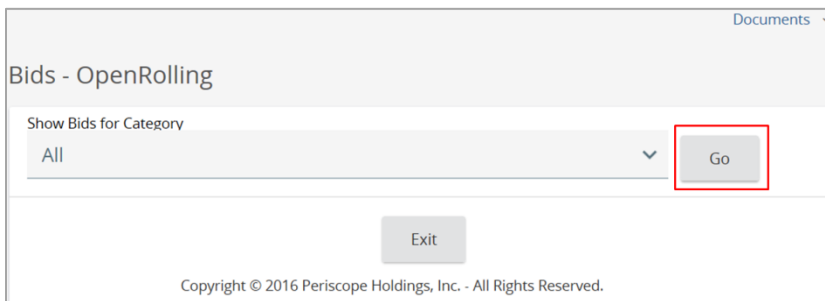 Documents
Bids - OpenRolling
Show Bids for Category
All
Go
Exit
Copyright © 2016 Periscope Holdings, Inc. - All Rights Reserved.